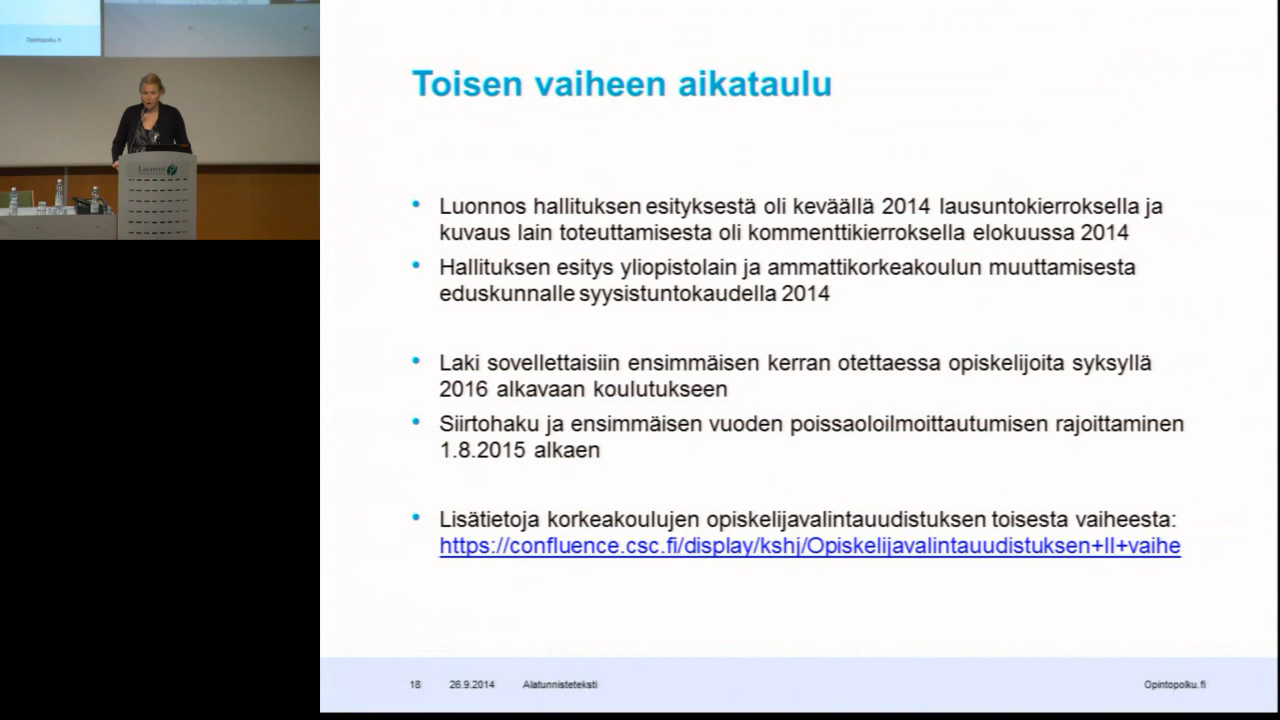 Opintopolku.fi
Laurea
Toisen vaiheen aikataulu
• Luonnos hallituksen esityksestä oli keväällä 2014 lausuntokierroksella ja
kuvaus lain toteuttamisesta oli kommenttikierroksella elokuussa 2014
• Hallituksen esitys yliopistolain ja ammattikorkeakoulun muuttamisesta
eduskunnalle syysistuntokaudella 2014
• Laki sovellettaisiin ensimmäisen kerran otettaessa opiskelijoita syksyllä
2016 alkavaan koulutukseen
• Siirtohaku ja ensimmäisen vuoden poissaoloilmoittautumisen rajoittaminen
1.8.2015 alkaen
• Lisätietoja korkeakoulujen opiskelijavalintauudistuksen toisesta vaiheesta:
https://confluence.csc.fi/display/kshj/Opiskelijavalintauudistuksen+II+vaihe
18 26.9.2014 Alatunnisteteksti Opintopolku.fi